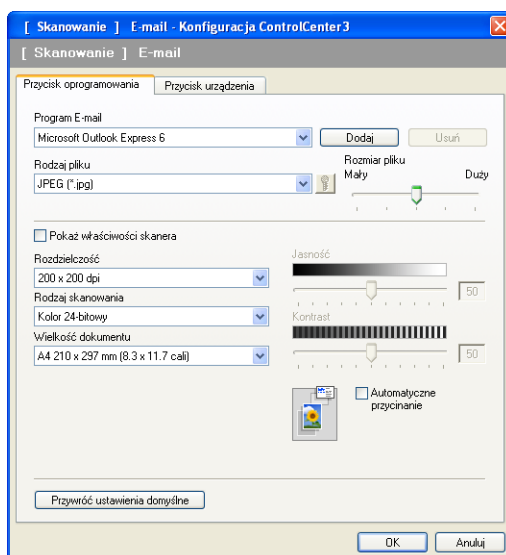 [ Skanowanie ] E-mail - Konfiguracja ControlCenter3
[ Skanowanie ] E-mail
Przycisk oprogramowania Przycisk urządzenia
Program E-mail
Microsoft Outlook Express 6 Dodaj Usuń
Rodzaj pliku Rozmiar pliku
Mały Duży
JPEG (*.jpg)
Pokaż właściwości skanera
Rozdzielczość Jasność
200 x 200 dpi 50
Rodzaj skanowania
Kolor 24-bitowy Kontrast
Wielkość dokumentu
A4 210 x 297 mm (8.3 x 11.7 cali) 50
Automatyczne
przycinanie
Przywróć ustawienia domyślne
OK Anuluj